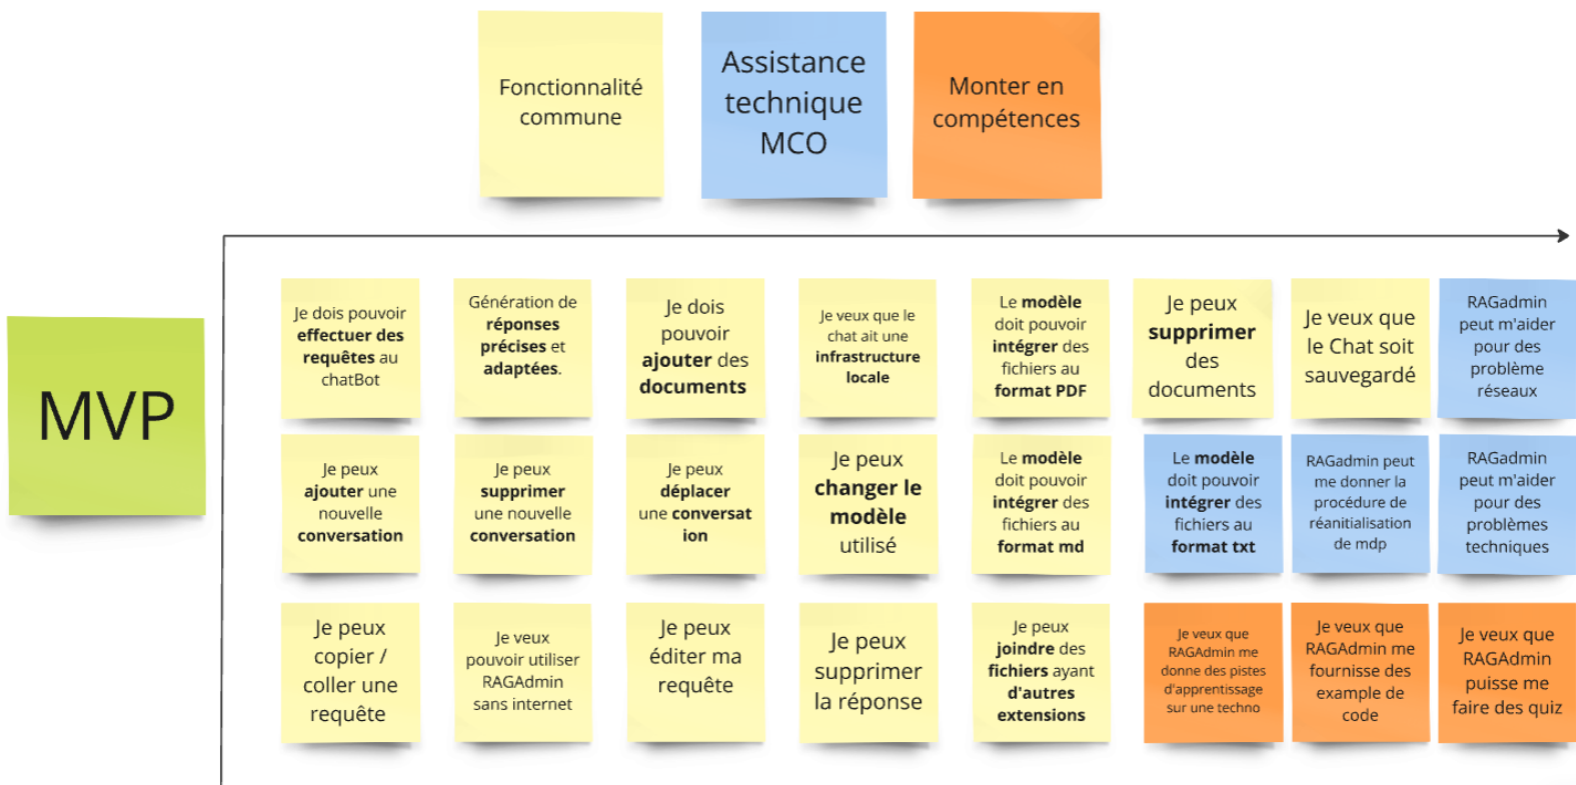 Fonctionnalité
commune
Assistance
technique
MCO
Monter en
compétences
MVP
Je dois pouvoir
effectuer des
requêtes au
chatBot
Génération de
réponses
précises et
adaptées.
Je dois
pouvoir
ajouter des
documents
Je veux que le
chat ait une
infrastructure
locale
Le modèle
doit pouvoir
intégrer des
fichiers au
format PDF
Je peux
supprimer
des
documents
Je veux que
le Chat soit
sauvegardé
RAGadmin
peut m'aider
pour des
problème
réseaux
Je peux
ajouter une
nouvelle
conversation
Je peux
supprimer
une nouvelle
conversation
Je peux
déplacer
une conversat
ion
Je peux
changer le
modèle
utilisé
Le modèle
doit pouvoir
intégrer des
fichiers au
format md
Le modèle
doit pouvoir
intégrer des
fichiers au
format txt
RAGadmin peut
me donner la
procédure de
réanitialisation
de mdp
RAGadmin
peut m'aider
pour des
problèmes
techniques
Je peux
copier /
coller une
requête
Je veux
pouvoir utiliser
RAGAdmin
sans internet
Je peux
éditer ma
requête
Je peux
supprimer
la réponse
Je peux
joindre des
fichiers ayant
d'autres
extensions
Je veux que
RAGAdmin me
donne des pistes
d'apprentissage
sur une techno
Je veux que
RAGAdmin me
fournisse des
example de
code
Je veux que
RAGAdmin
puisse me
faire des quiz